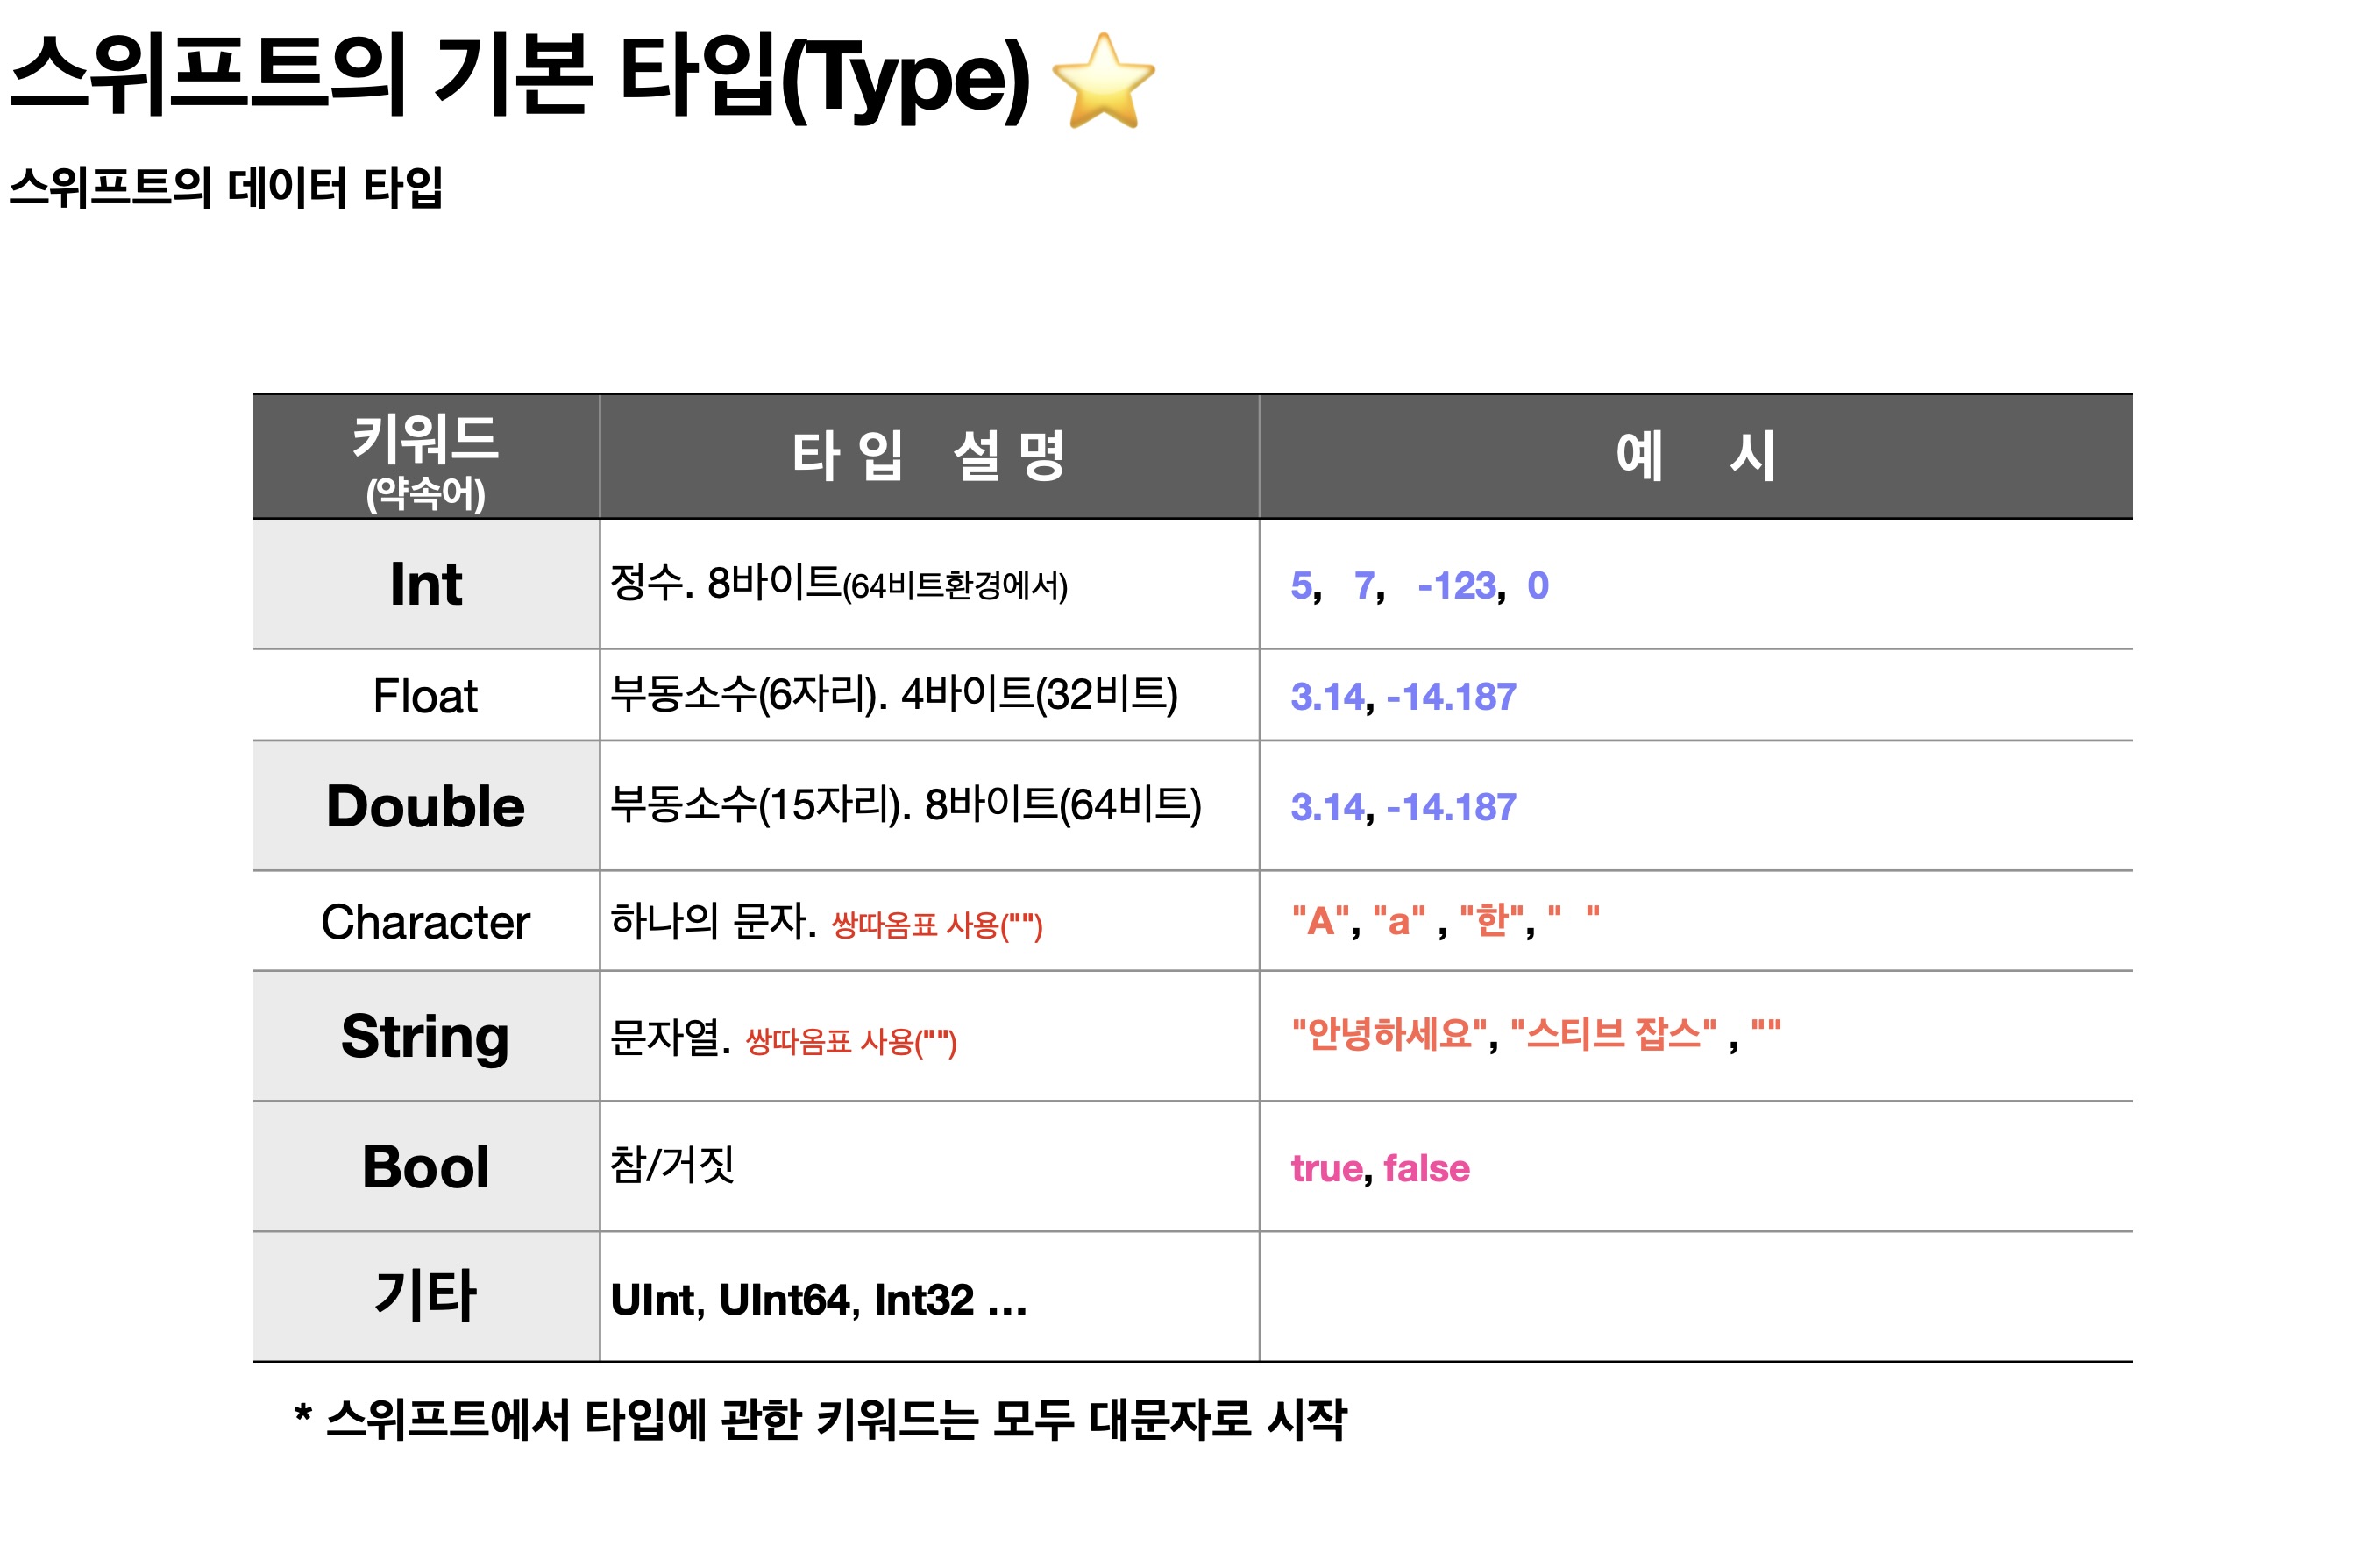 스위프트의 기본 타입(Type)⭐
스위프트의 데이터 타입
키워드 타입 설명 예 시
(약속어)
Int 정수. 8바이트(64비트환경에서) 5, 7, -123, 0
Float 부동소수(6자리). 4바이트(32비트) 3.14, -14.187
Double 부동소수(15자리). 8바이트(64비트) 3.14, -14.187
Character 하나의 문자. 쌍따옴표 사용(" ") "A", "a" , "한", " "
String 문자열. 쌍따옴표 사용(" ") "안녕하세요", "스티브 잡스" , ""
Bool 참/거짓 true, false
기타 UInt, UInt64, Int32 ...
* 스위프트에서 타입에 관한 키워드는 모두 대문자로 시작